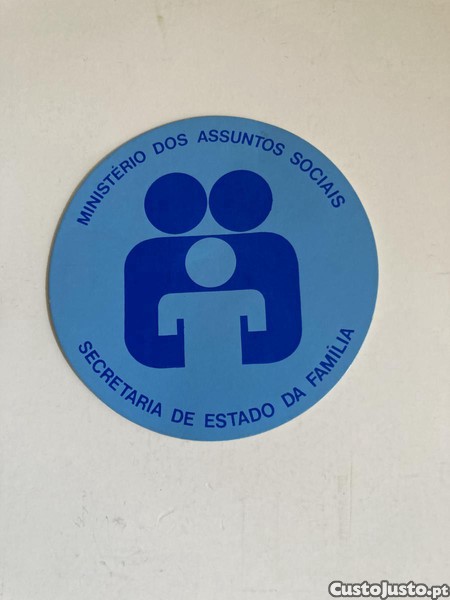 MINISTÉRIO DOS ASSUNTOS SOCIAIS
SECRETARIA DE ESTADO DA FAMÍLIA
CustoJusto.pt